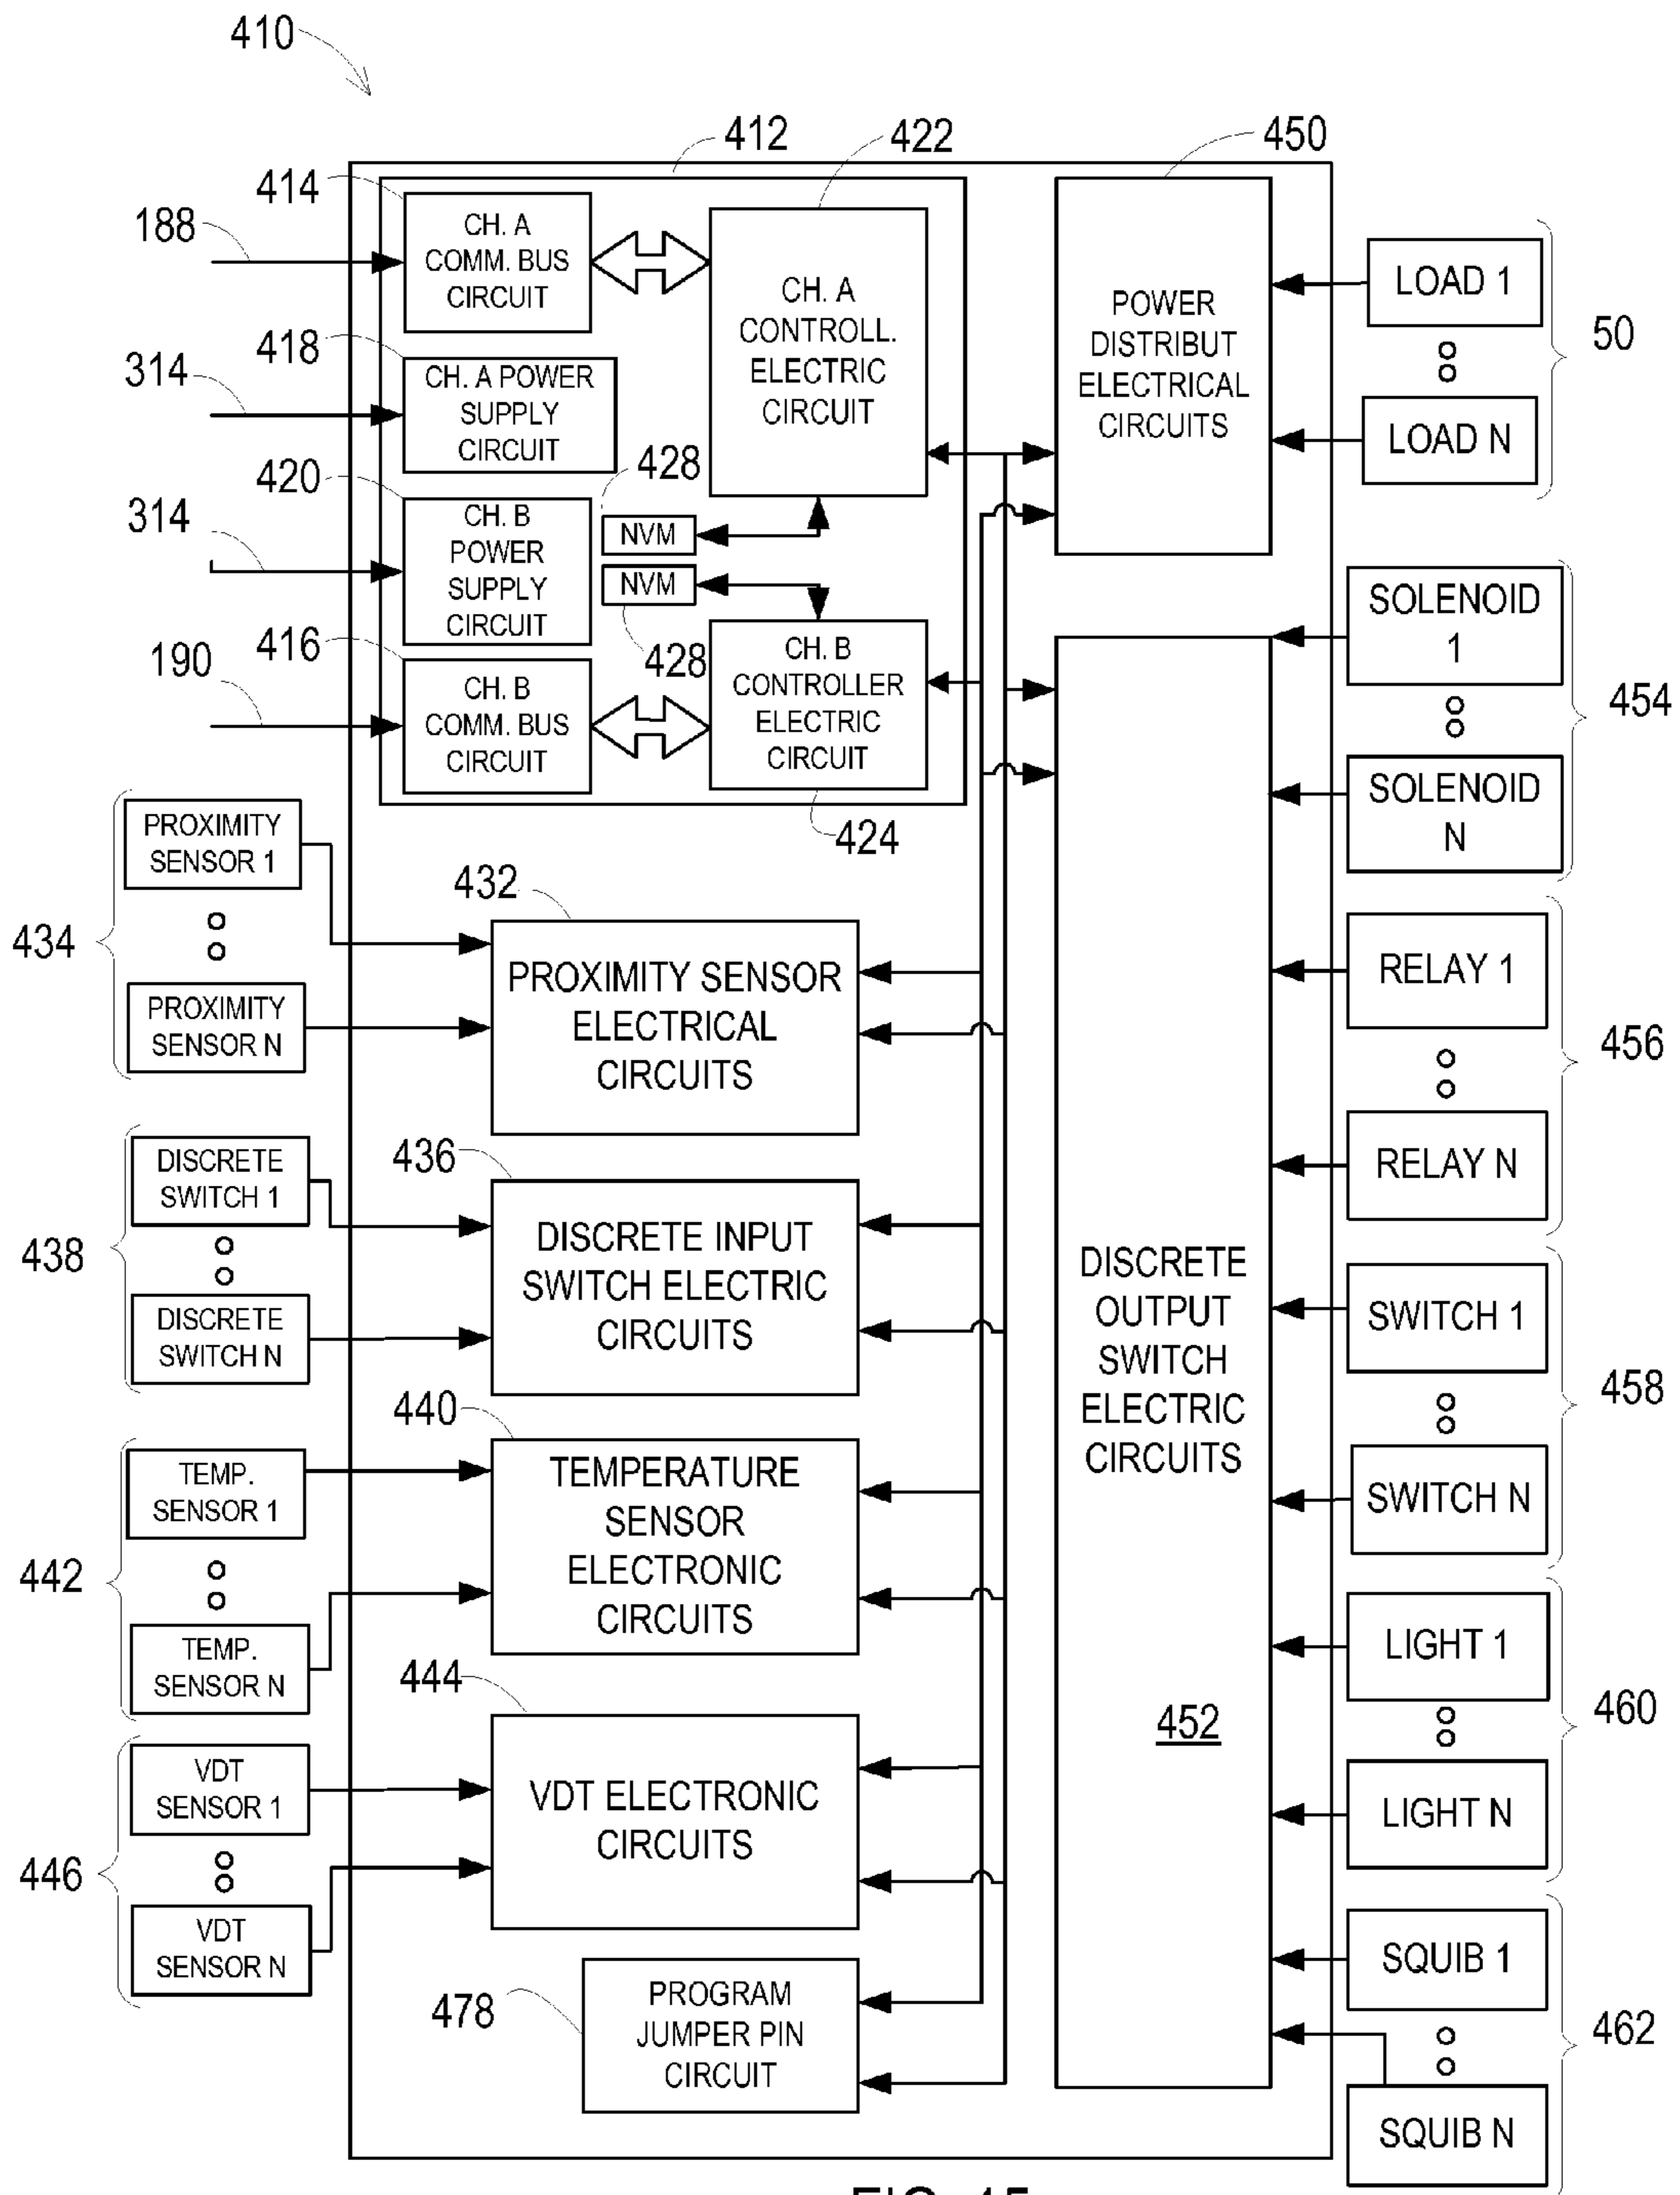 410
412
422
450
414
CH. A
COMM. BUS
CIRCUIT
188
CH. A
CONTROLL.
ELECTRIC
CIRCUIT
POWER
DISTRIBUT
ELECTRICAL
CIRCUITS
LOAD 1
50
LOAD N
418
314
CH. A POWER
SUPPLY
CIRCUIT
428
420
314
CH. B
POWER
SUPPLY
CIRCUIT
NVM
NVM
428
416
190
CH. B
COMM. BUS
CIRCUIT
CH. B
CONTROLLER
ELECTRIC
CIRCUIT
424
SOLENOID
1
454
SOLENOID
N
PROXIMITY
SENSOR 1
434
PROXIMITY
SENSOR N
432
PROXIMITY SENSOR
ELECTRICAL
CIRCUITS
RELAY 1
456
RELAY N
DISCRETE
SWITCH 1
438
DISCRETE
SWITCH N
436
DISCRETE INPUT
SWITCH ELECTRIC
CIRCUITS
DISCRETE
OUTPUT
SWITCH
ELECTRIC
CIRCUITS
452
SWITCH 1
458
SWITCH N
TEMP.
SENSOR 1
442
TEMP.
SENSOR N
440
TEMPERATURE
SENSOR
ELECTRONIC
CIRCUITS
LIGHT 1
460
LIGHT N
VDT
SENSOR 1
446
VDT
SENSOR N
444
VDT ELECTRONIC
CIRCUITS
SQUIB 1
462
SQUIB N
478
PROGRAM
JUMPER PIN
CIRCUIT